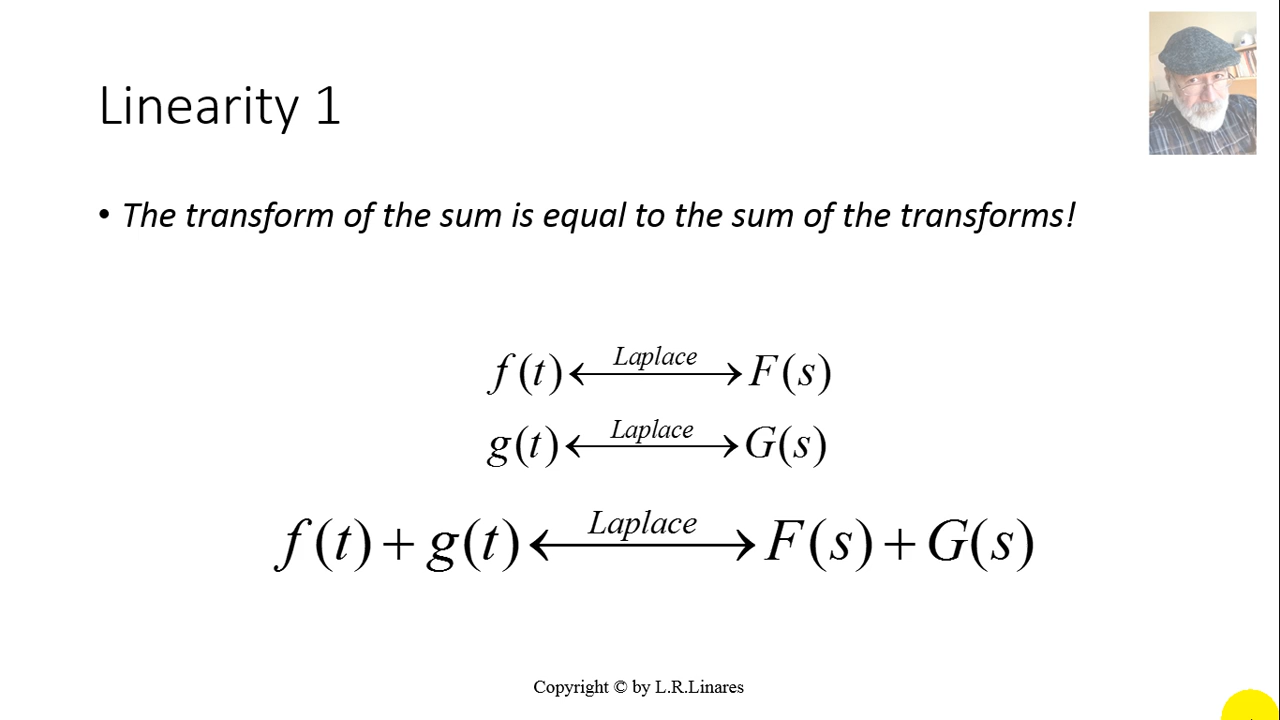 Linearity 1
• The transform of the sum is equal to the sum of the transforms!
f(t) ⟷ Laplace F(s)
g(t) ⟷ Laplace G(s)
f(t) + g(t) ⟷ Laplace F(s) + G(s)
Copyright © by L.R.Linares